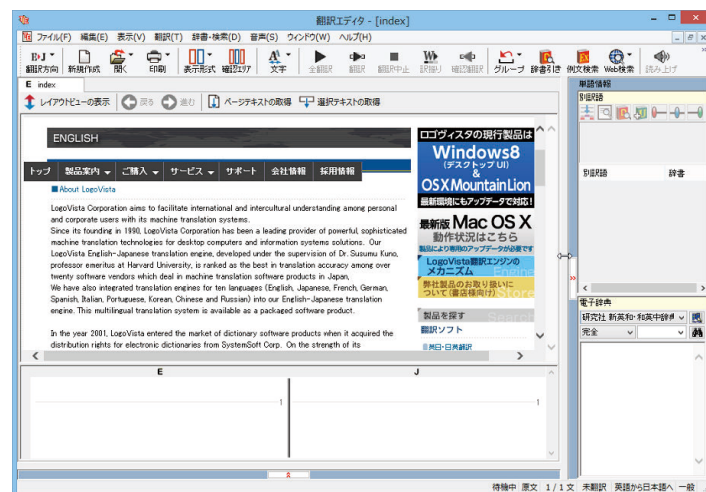 翻訳エディタ - [index]
ファイル(F) 編集(E) 表示(V) 翻訳(T) 辞書・検索(D) 音声(S) ウィンドウ(W) ヘルプ(H)
翻訳方向 新規作成 開く 印刷 表示形式 確認エリア 文字 全翻訳 翻訳 翻訳中止 訳振り 確認翻訳 グループ 辞書引き 例文検索 Web検索 読み上げ
E index
レイアウトビューの表示 戻る 進む ページテキストの取得 選択テキストの取得
ENGLISH
トップ 製品案内 ご購入 サービス サポート 会社情報 採用情報
About LogoVista
LogoVista Corporation aims to facilitate international and intercultural understanding among personal
and corporate users with its machine translation systems.
Since its founding in 1990, LogoVista Corporation has been a leading provider of powerful, sophisticated
machine translation technologies for desktop computers and information systems solutions. Our
LogoVista English-Japanese translation engine, developed under the supervision of Dr. Susumu Kuno,
professor emeritus at Harvard University, is ranked as the best in translation accuracy among over
twenty software vendors which deal in machine translation software products in Japan.
We have also integrated translation engines for ten languages (English, Japanese, French, German,
Spanish, Italian, Portuguese, Korean, Chinese and Russian) into our English-Japanese translation
engine. This multilingual translation system is available as a packaged software product.
In the year 2001, LogoVista entered the market of dictionary software products when it acquired the
distribution rights for electronic dictionaries from SystemSoft Corp. On the strength of its
ロゴヴィスタの現行製品は
Windows8
(デスクトップ UI)
&
OS X Mountain Lion
最新環境にもアップデータで対応!
最新版 Mac OS X
動作状況はこちら
製品により専用のアップデータが必要です
LogoVista翻訳エンジンの
メカニズム
Engine
弊社製品のお取り扱いに
ついて(書店様向け)
Store
製品を探す
Search
翻訳ソフト
英日・日英翻訳
E J
1 1
単語情報
別訳語
別訳語 辞書
電子辞典
研究社 新英和・和英中辞典
完全
待機中 原文 1 / 1 文 未翻訳 英語から日本語へ 一般